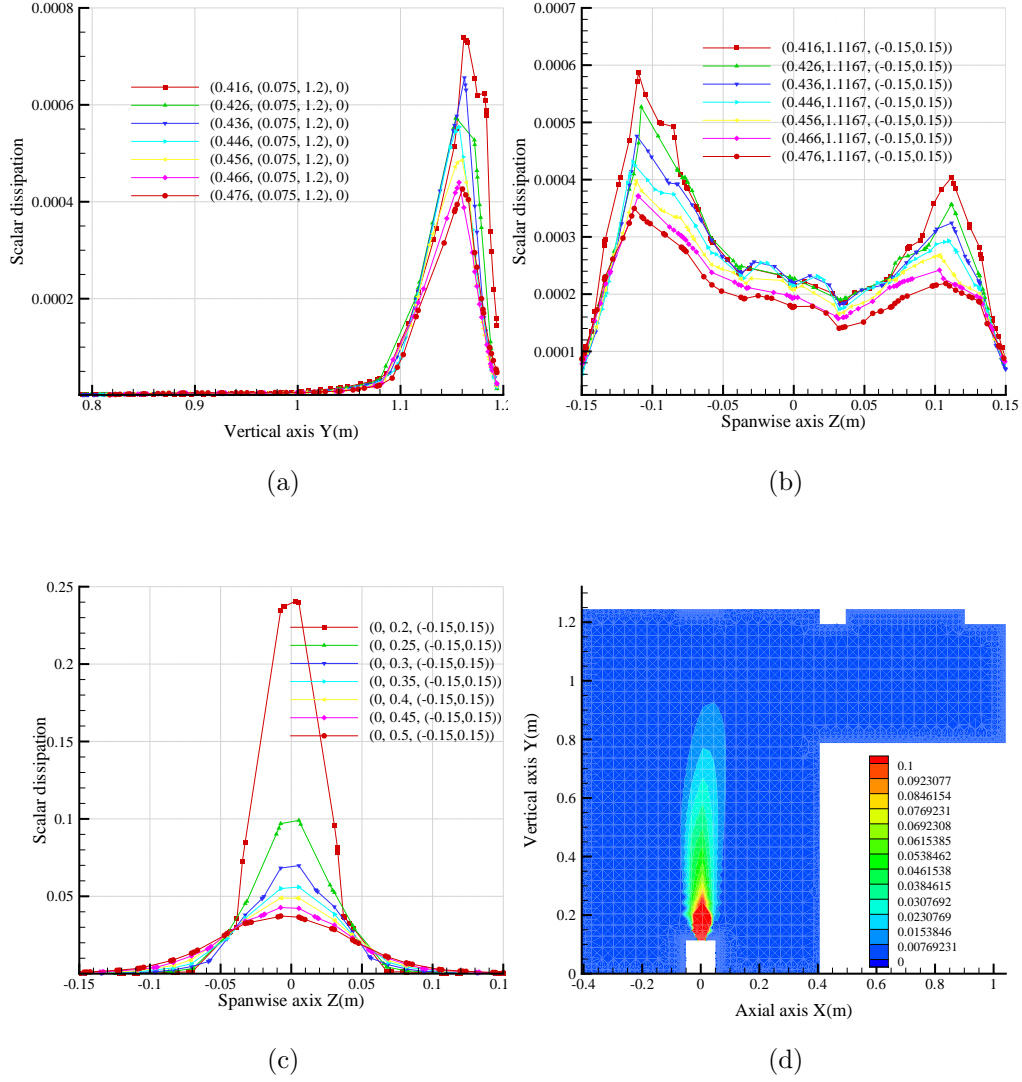 0.0008
0.0006
0.0004
0.0002
Scalar dissipation
(0.416, (0.075, 1.2), 0)
(0.426, (0.075, 1.2), 0)
(0.436, (0.075, 1.2), 0)
(0.446, (0.075, 1.2), 0)
(0.456, (0.075, 1.2), 0)
(0.466, (0.075, 1.2), 0)
(0.476, (0.075, 1.2), 0)
0.8 0.9 1 1.1
Vertical axis Y(m)
(a)
0.0007
0.0006
0.0005
0.0004
0.0003
0.0002
0.0001
Scalar dissipation
(0.416,1.1167, (-0.15,0.15))
(0.426,1.1167, (-0.15,0.15))
(0.436,1.1167, (-0.15,0.15))
(0.446,1.1167, (-0.15,0.15))
(0.456,1.1167, (-0.15,0.15))
(0.466,1.1167, (-0.15,0.15))
(0.476,1.1167, (-0.15,0.15))
-0.15 -0.1 -0.05 0 0.05 0.1 0.15
Spanwise axis Z(m)
(b)
0.25
0.2
0.15
0.1
0.05
Scalar dissipation
(0, 0.2, (-0.15,0.15))
(0, 0.25, (-0.15,0.15))
(0, 0.3, (-0.15,0.15))
(0, 0.35, (-0.15,0.15))
(0, 0.4, (-0.15,0.15))
(0, 0.45, (-0.15,0.15))
(0, 0.5, (-0.15,0.15))
-0.15 -0.1 -0.05 0 0.05 0.1 0.1
Spanwise axix Z(m)
(c)
1.2
1
0.8
0.6
0.4
0.2
0
Vertical axis Y(m)
0.1
0.0923077
0.0846154
0.0769231
0.0692308
0.0615385
0.0538462
0.0461538
0.0384615
0.0307692
0.0230769
0.0153846
0.00769231
0
-0.4 -0.2 0 0.2 0.4 0.6 0.8 1
Axial axis X(m)
(d)